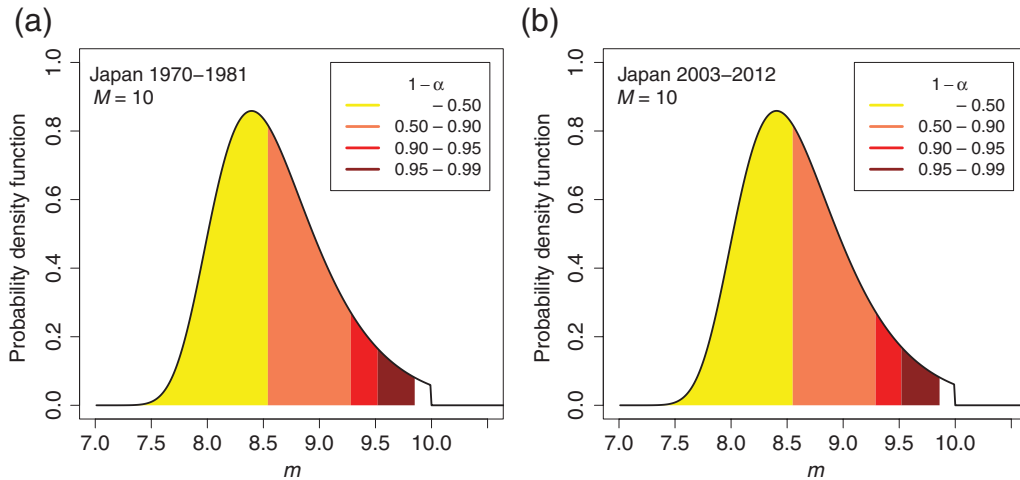 (a)
Probability density function
1.0
0.8
0.6
0.4
0.2
0.0
Japan 1970–1981
M = 10
1 – α
– 0.50
0.50 – 0.90
0.90 – 0.95
0.95 – 0.99
7.0 7.5 8.0 8.5 9.0 9.5 10.0
m
(b)
Probability density function
1.0
0.8
0.6
0.4
0.2
0.0
Japan 2003–2012
M = 10
1 – α
– 0.50
0.50 – 0.90
0.90 – 0.95
0.95 – 0.99
7.0 7.5 8.0 8.5 9.0 9.5 10.0
m